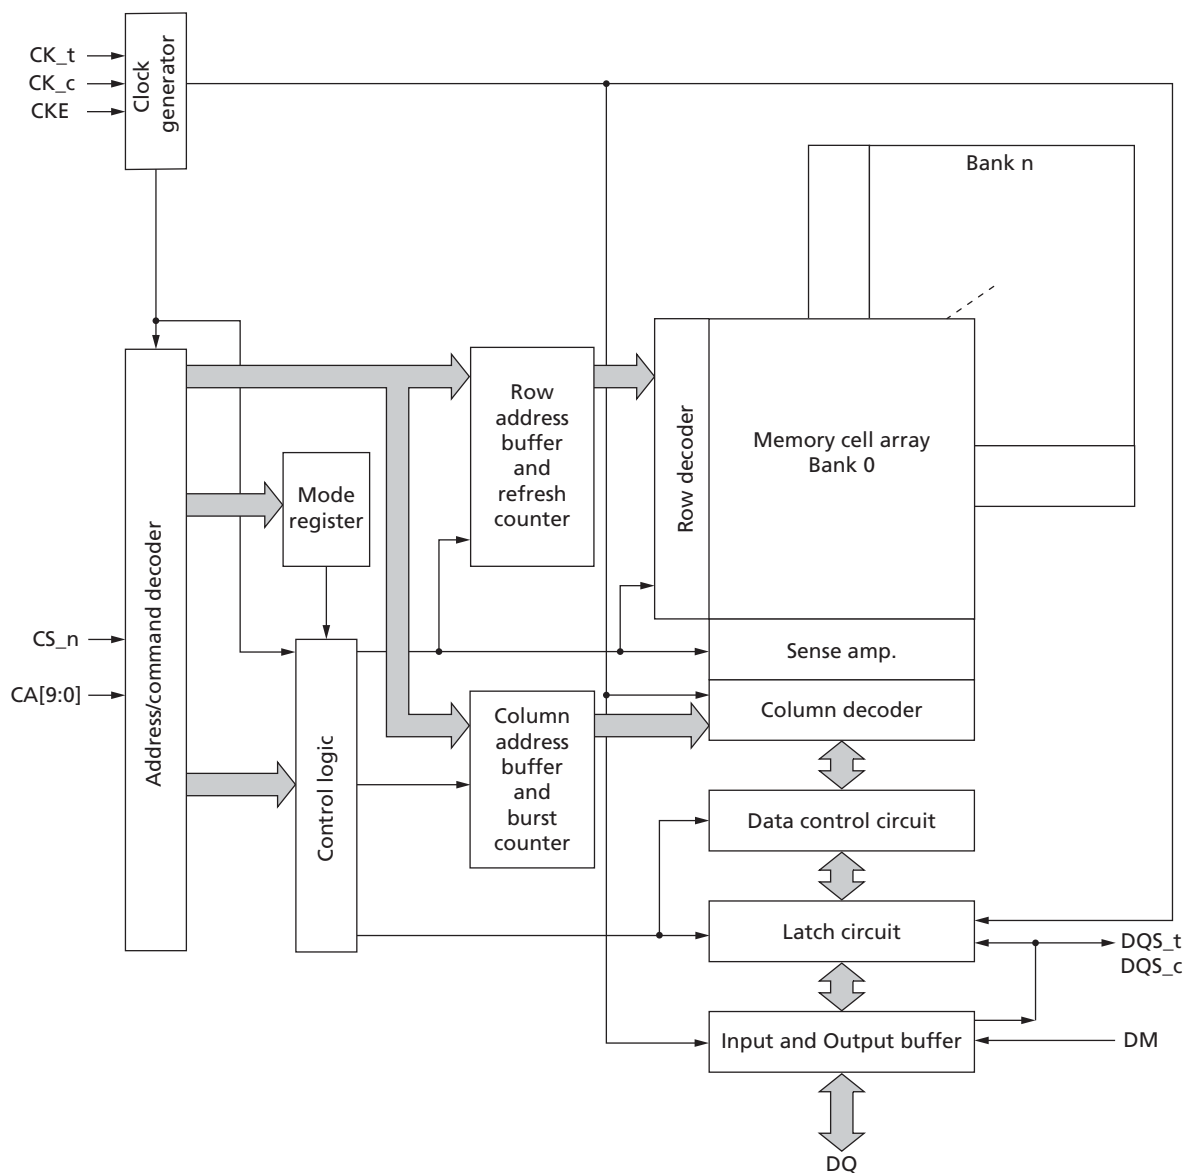 CK_t
CK_c
CKE
Clock
generator
Bank n
Row
address
buffer
and
refresh
counter
Row decoder
Memory cell array
Bank 0
Mode
register
Address/command decoder
CS_n
CA[9:0]
Control logic
Sense amp.
Column decoder
Column
address
buffer
and
burst
counter
Data control circuit
Latch circuit
DQS_t
DQS_c
Input and Output buffer
DM
DQ